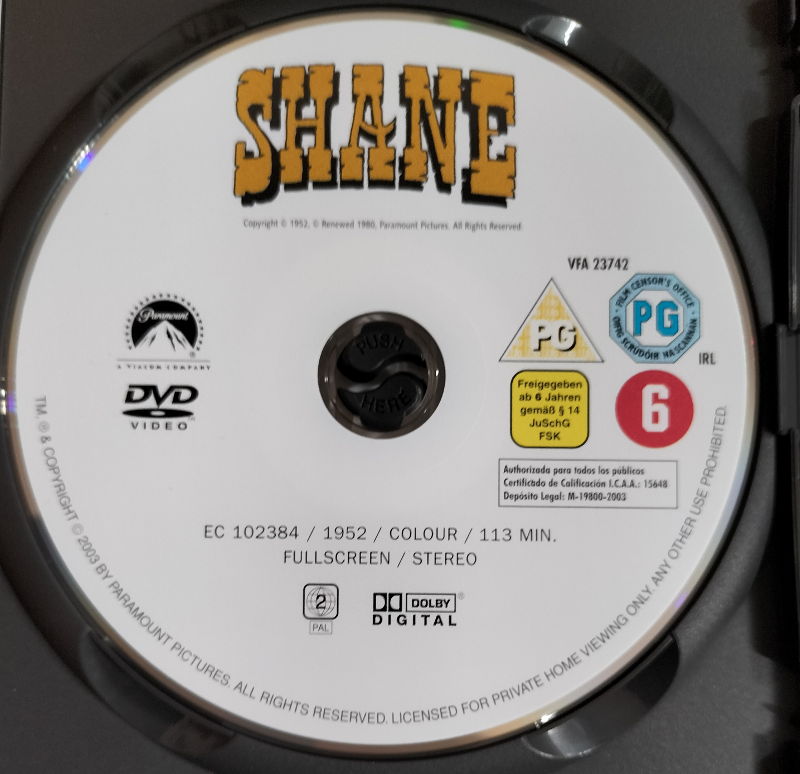 SHANE
Copyright © 1952, © Renewed 1980, Paramount Pictures. All Rights Reserved.
VFA 23742
Paramount
A VIACOM COMPANY
DVD
VIDEO
PUSH
HERE
PG
FILM CENSOR'S OFFICE
PG
OIFIG SCRÚDÓIR NA SCANNÁN
IRL
Freigegeben
ab 6 Jahren
gemäß § 14
JuSchG
FSK
6
Authorizada para todos los públicos
Certificado de Calificación I.C.A.A.: 15648
Depósito Legal: M-19800-2003
EC 102384 / 1952 / COLOUR / 113 MIN.
FULLSCREEN / STEREO
2
PAL
DOLBY®
DIGITAL
TM, ® & COPYRIGHT © 2003 BY PARAMOUNT PICTURES. ALL RIGHTS RESERVED. LICENSED FOR PRIVATE HOME VIEWING ONLY. ANY OTHER USE PROHIBITED.